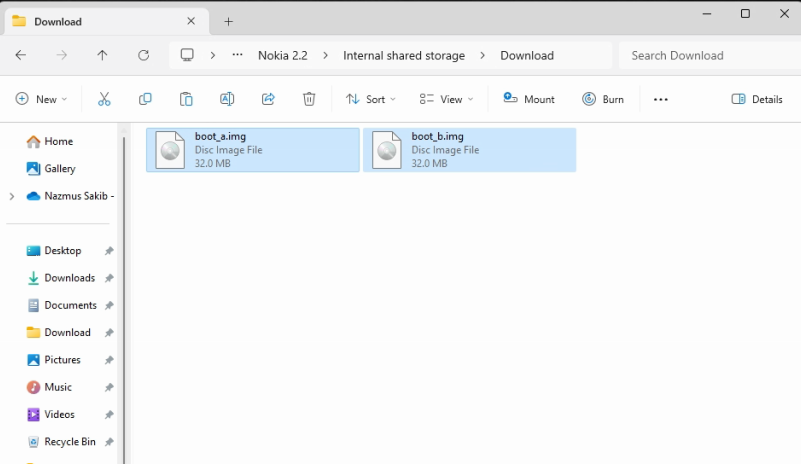 Download
Nokia 2.2
Internal shared storage
Download
Search Download
New
Sort
View
Mount
Burn
Details
Home
Gallery
Nazmus Sakib -
Desktop
Downloads
Documents
Download
Pictures
Music
Videos
Recycle Bin
boot_a.img
Disc Image File
32.0 MB
boot_b.img
Disc Image File
32.0 MB